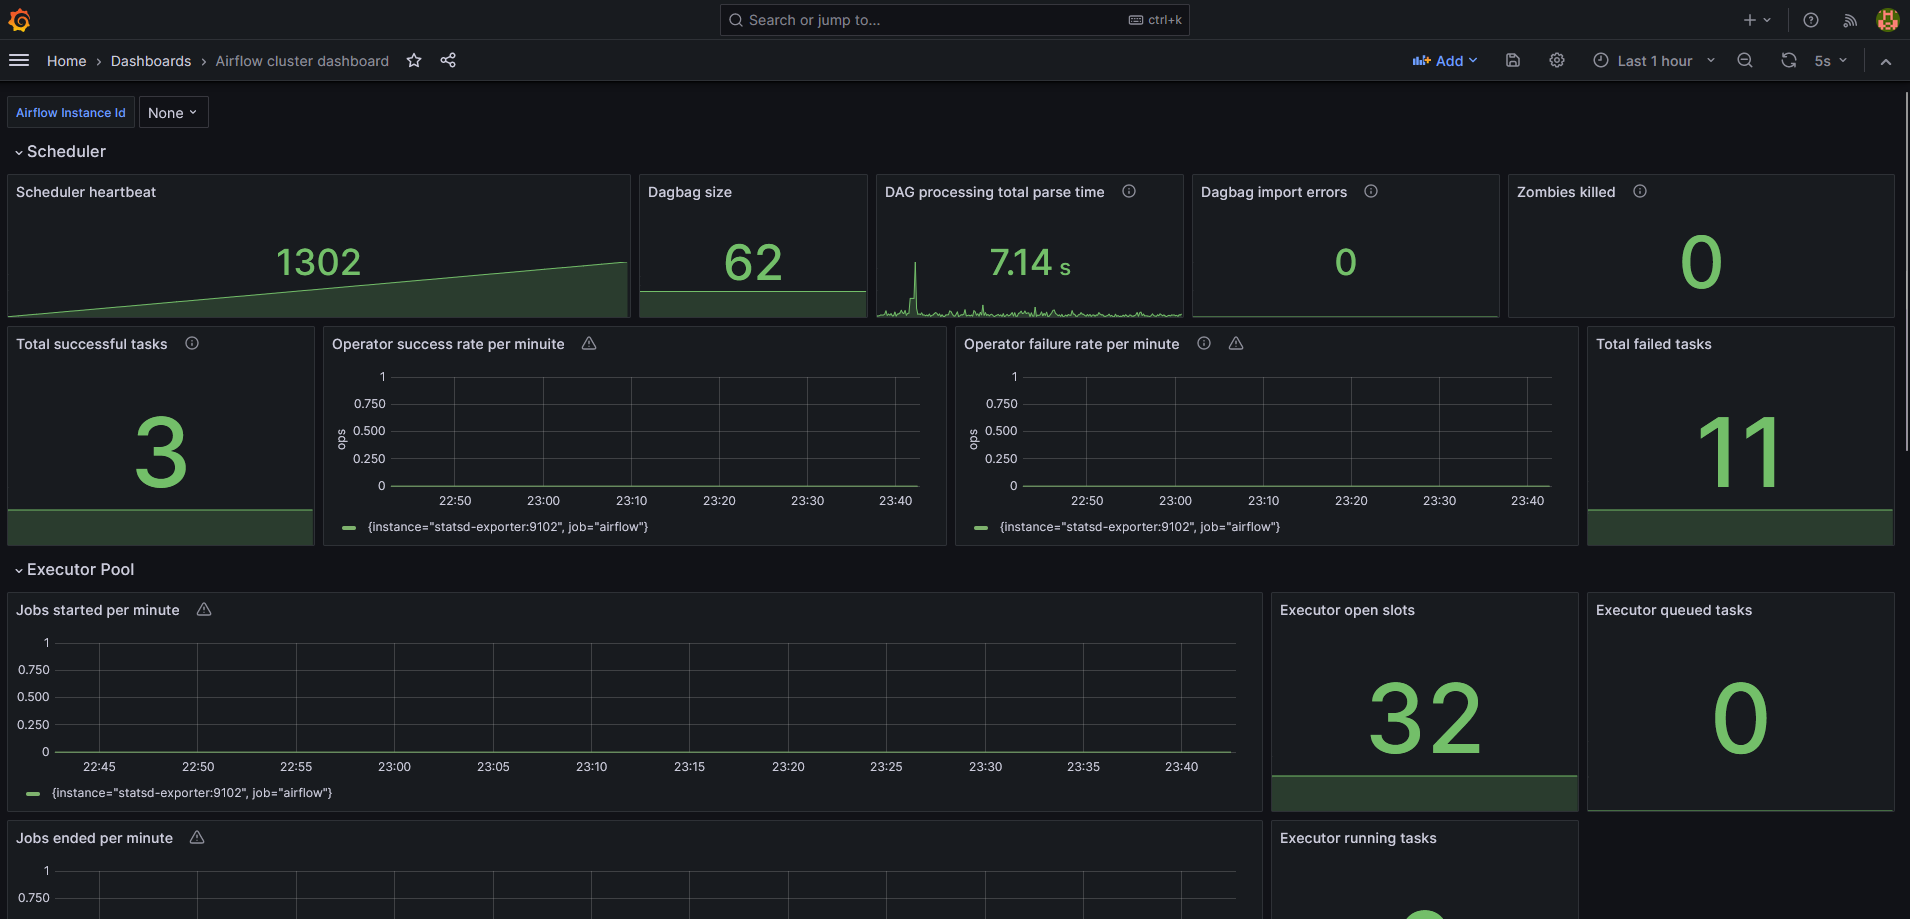 Search or jump to...
ctrl+k
Home › Dashboards › Airflow cluster dashboard
Add
Last 1 hour
5s
Airflow Instance Id
None
Scheduler
Scheduler heartbeat
1302
Dagbag size
62
DAG processing total parse time
7.14 s
Dagbag import errors
0
Zombies killed
0
Total successful tasks
3
Operator success rate per minuite
ops
1
0.750
0.500
0.250
0
22:50 23:00 23:10 23:20 23:30 23:40
{instance="statsd-exporter:9102", job="airflow"}
Operator failure rate per minute
ops
1
0.750
0.500
0.250
0
22:50 23:00 23:10 23:20 23:30 23:40
{instance="statsd-exporter:9102", job="airflow"}
Total failed tasks
11
Executor Pool
Jobs started per minute
1
0.750
0.500
0.250
0
22:45 22:50 22:55 23:00 23:05 23:10 23:15 23:20 23:25 23:30 23:35 23:40
{instance="statsd-exporter:9102", job="airflow"}
Executor open slots
32
Executor queued tasks
0
Jobs ended per minute
1
0.750
Executor running tasks